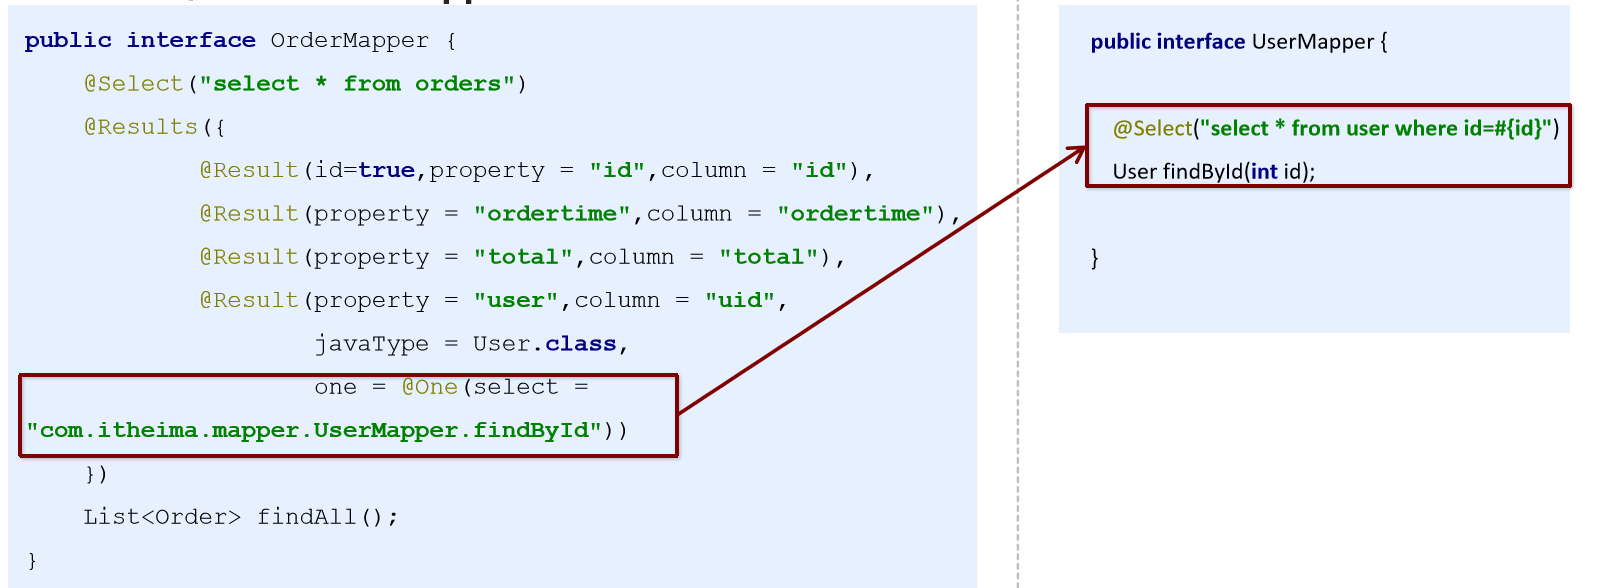 public interface OrderMapper {
@Select("select * from orders")
@Results({
@Result(id=true,property = "id",column = "id"),
@Result(property = "ordertime",column = "ordertime"),
@Result(property = "total",column = "total"),
@Result(property = "user",column = "uid",
javaType = User.class,
one = @One(select =
"com.itheima.mapper.UserMapper.findById"))
})
List<Order> findAll();
}
public interface UserMapper {
@Select("select * from user where id=#{id}")
User findById(int id);
}